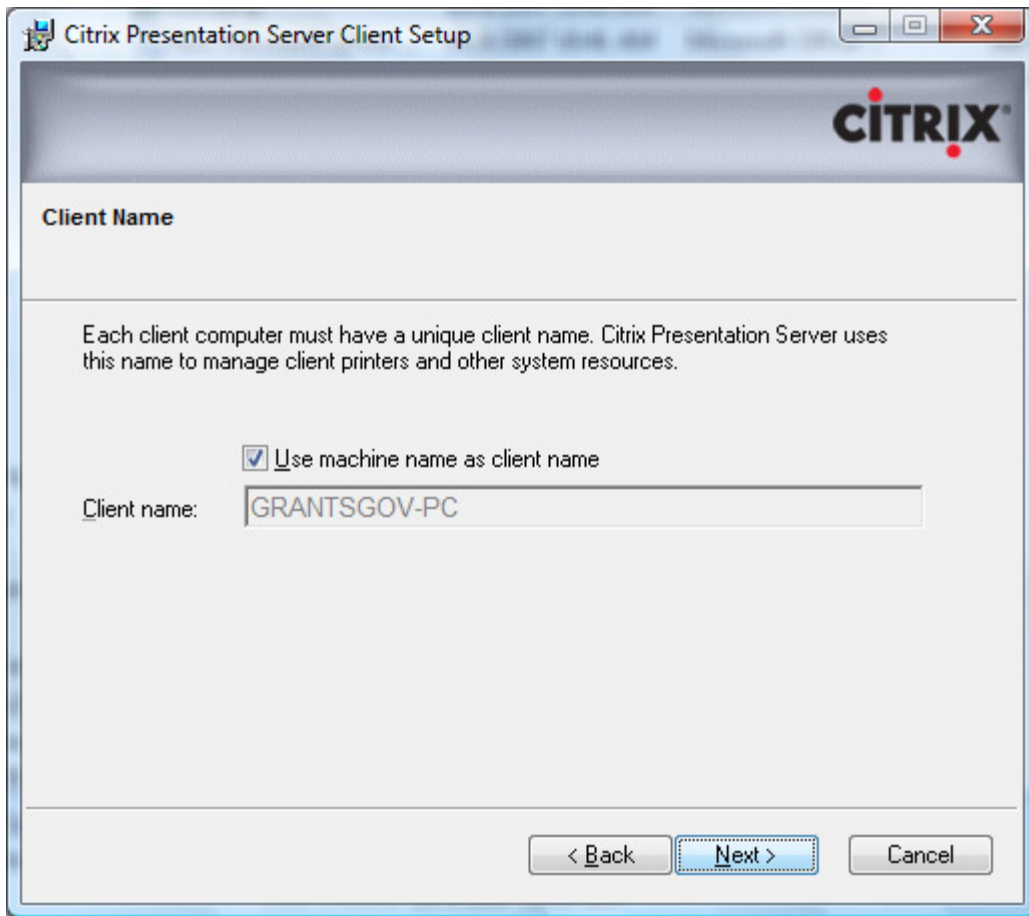 Citrix Presentation Server Client Setup
CITRIX
Client Name
Each client computer must have a unique client name. Citrix Presentation Server uses
this name to manage client printers and other system resources.
Use machine name as client name
Client name: GRANTSGOV-PC
< Back Next > Cancel